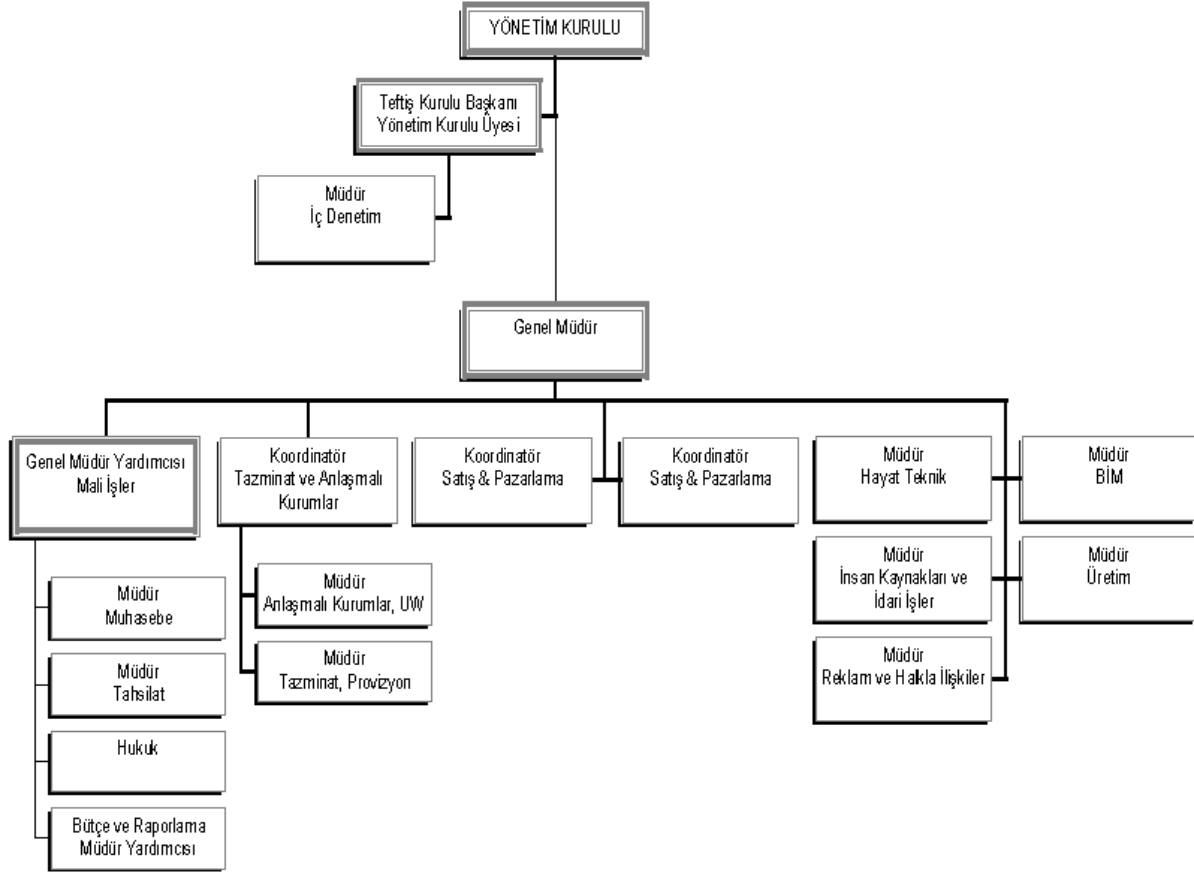 YÖNETİM KURULU
Teftiş Kurulu Başkanı
Yönetim Kurulu Üyesi
Müdür
İç Denetim
Genel Müdür
Genel Müdür Yardımcısı
Mali İşler
Koordinatör
Tazminat ve Anlaşmalı
Kurumlar
Koordinatör
Satış & Pazarlama
Koordinatör
Satış & Pazarlama
Müdür
Hayat Teknik
Müdür
BİM
Müdür
Muhasebe
Müdür
Tahsilat
Hukuk
Bütçe ve Raporlama
Müdür Yardımcısı
Müdür
Anlaşmalı Kurumlar, UW
Müdür
Tazminat, Provizyon
Müdür
İnsan Kaynakları ve
İdari İşler
Müdür
Üretim
Müdür
Reklam ve Halkla İlişkiler